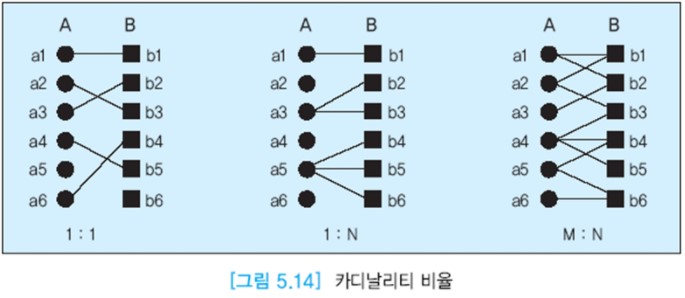 A B A B A B
a1 b1 a1 b1 a1 b1
a2 b2 a2 b2 a2 b2
a3 b3 a3 b3 a3 b3
a4 b4 a4 b4 a4 b4
a5 b5 a5 b5 a5 b5
a6 b6 a6 b6 a6 b6
1 : 1 1 : N M : N
[그림 5.14] 카디날리티 비율